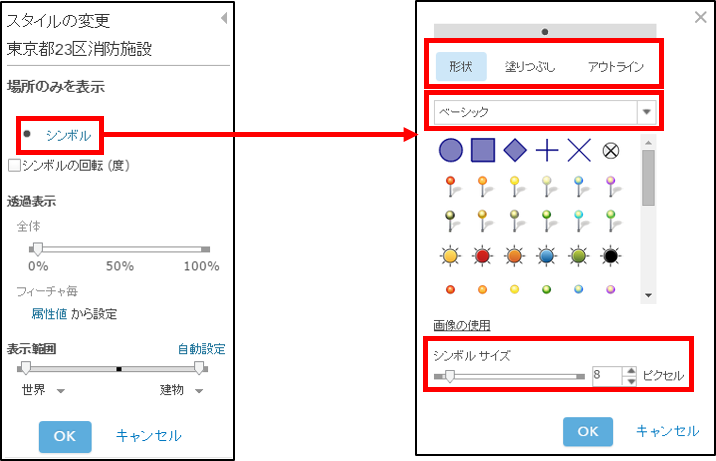 スタイルの変更
東京都23区消防施設
場所のみを表示
シンボル
シンボルの回転 (度)
透過表示
全体
0% 50% 100%
フィーチャ毎
属性値 から設定
表示範囲 自動設定
世界 建物
OK キャンセル
形状 塗りつぶし アウトライン
ベーシック
画像の使用
シンボル サイズ
8 ピクセル
OK キャンセル